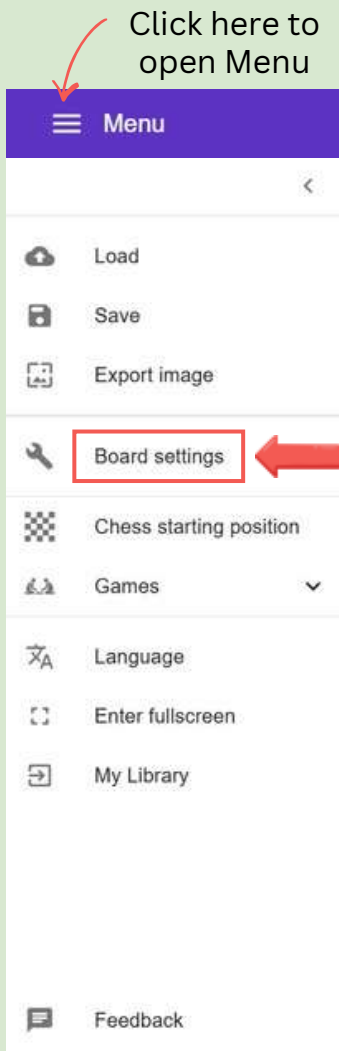 Click here to
open Menu
Menu
Load
Save
Export image
Board settings
Chess starting position
Games
Language
Enter fullscreen
My Library
Feedback